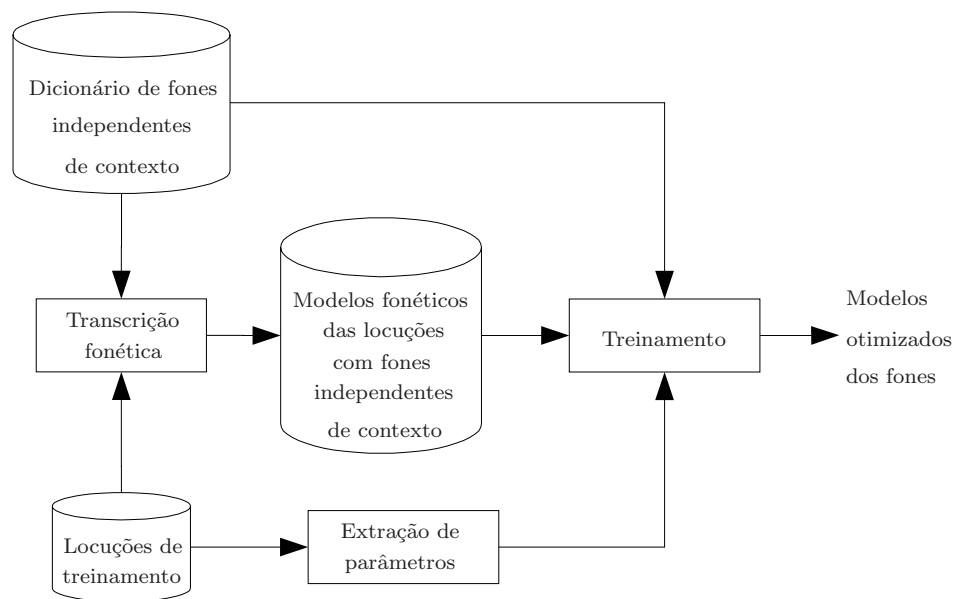 Dicionário de fones
independentes
de contexto
Transcrição
fonética
Modelos fonéticos
das locuções
com fones
independentes
de contexto
Treinamento
Modelos
otimizados
dos fones
Locuções de
treinamento
Extração de
parâmetros